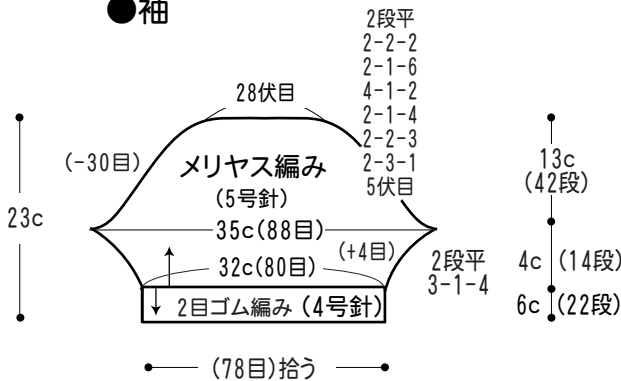 ●袖
2段平
2-2-2
2-1-6
4-1-2
2-1-4
2-2-3
2-3-1
5伏目
28伏目
(-30目)
メリヤス編み
(5号針)
13c
(42段)
23c
35c(88目)
(+4目)
32c(80目)
2段平
3-1-4
4c (14段)
2目ゴム編み (4号針)
6c (22段)
(78目)拾う